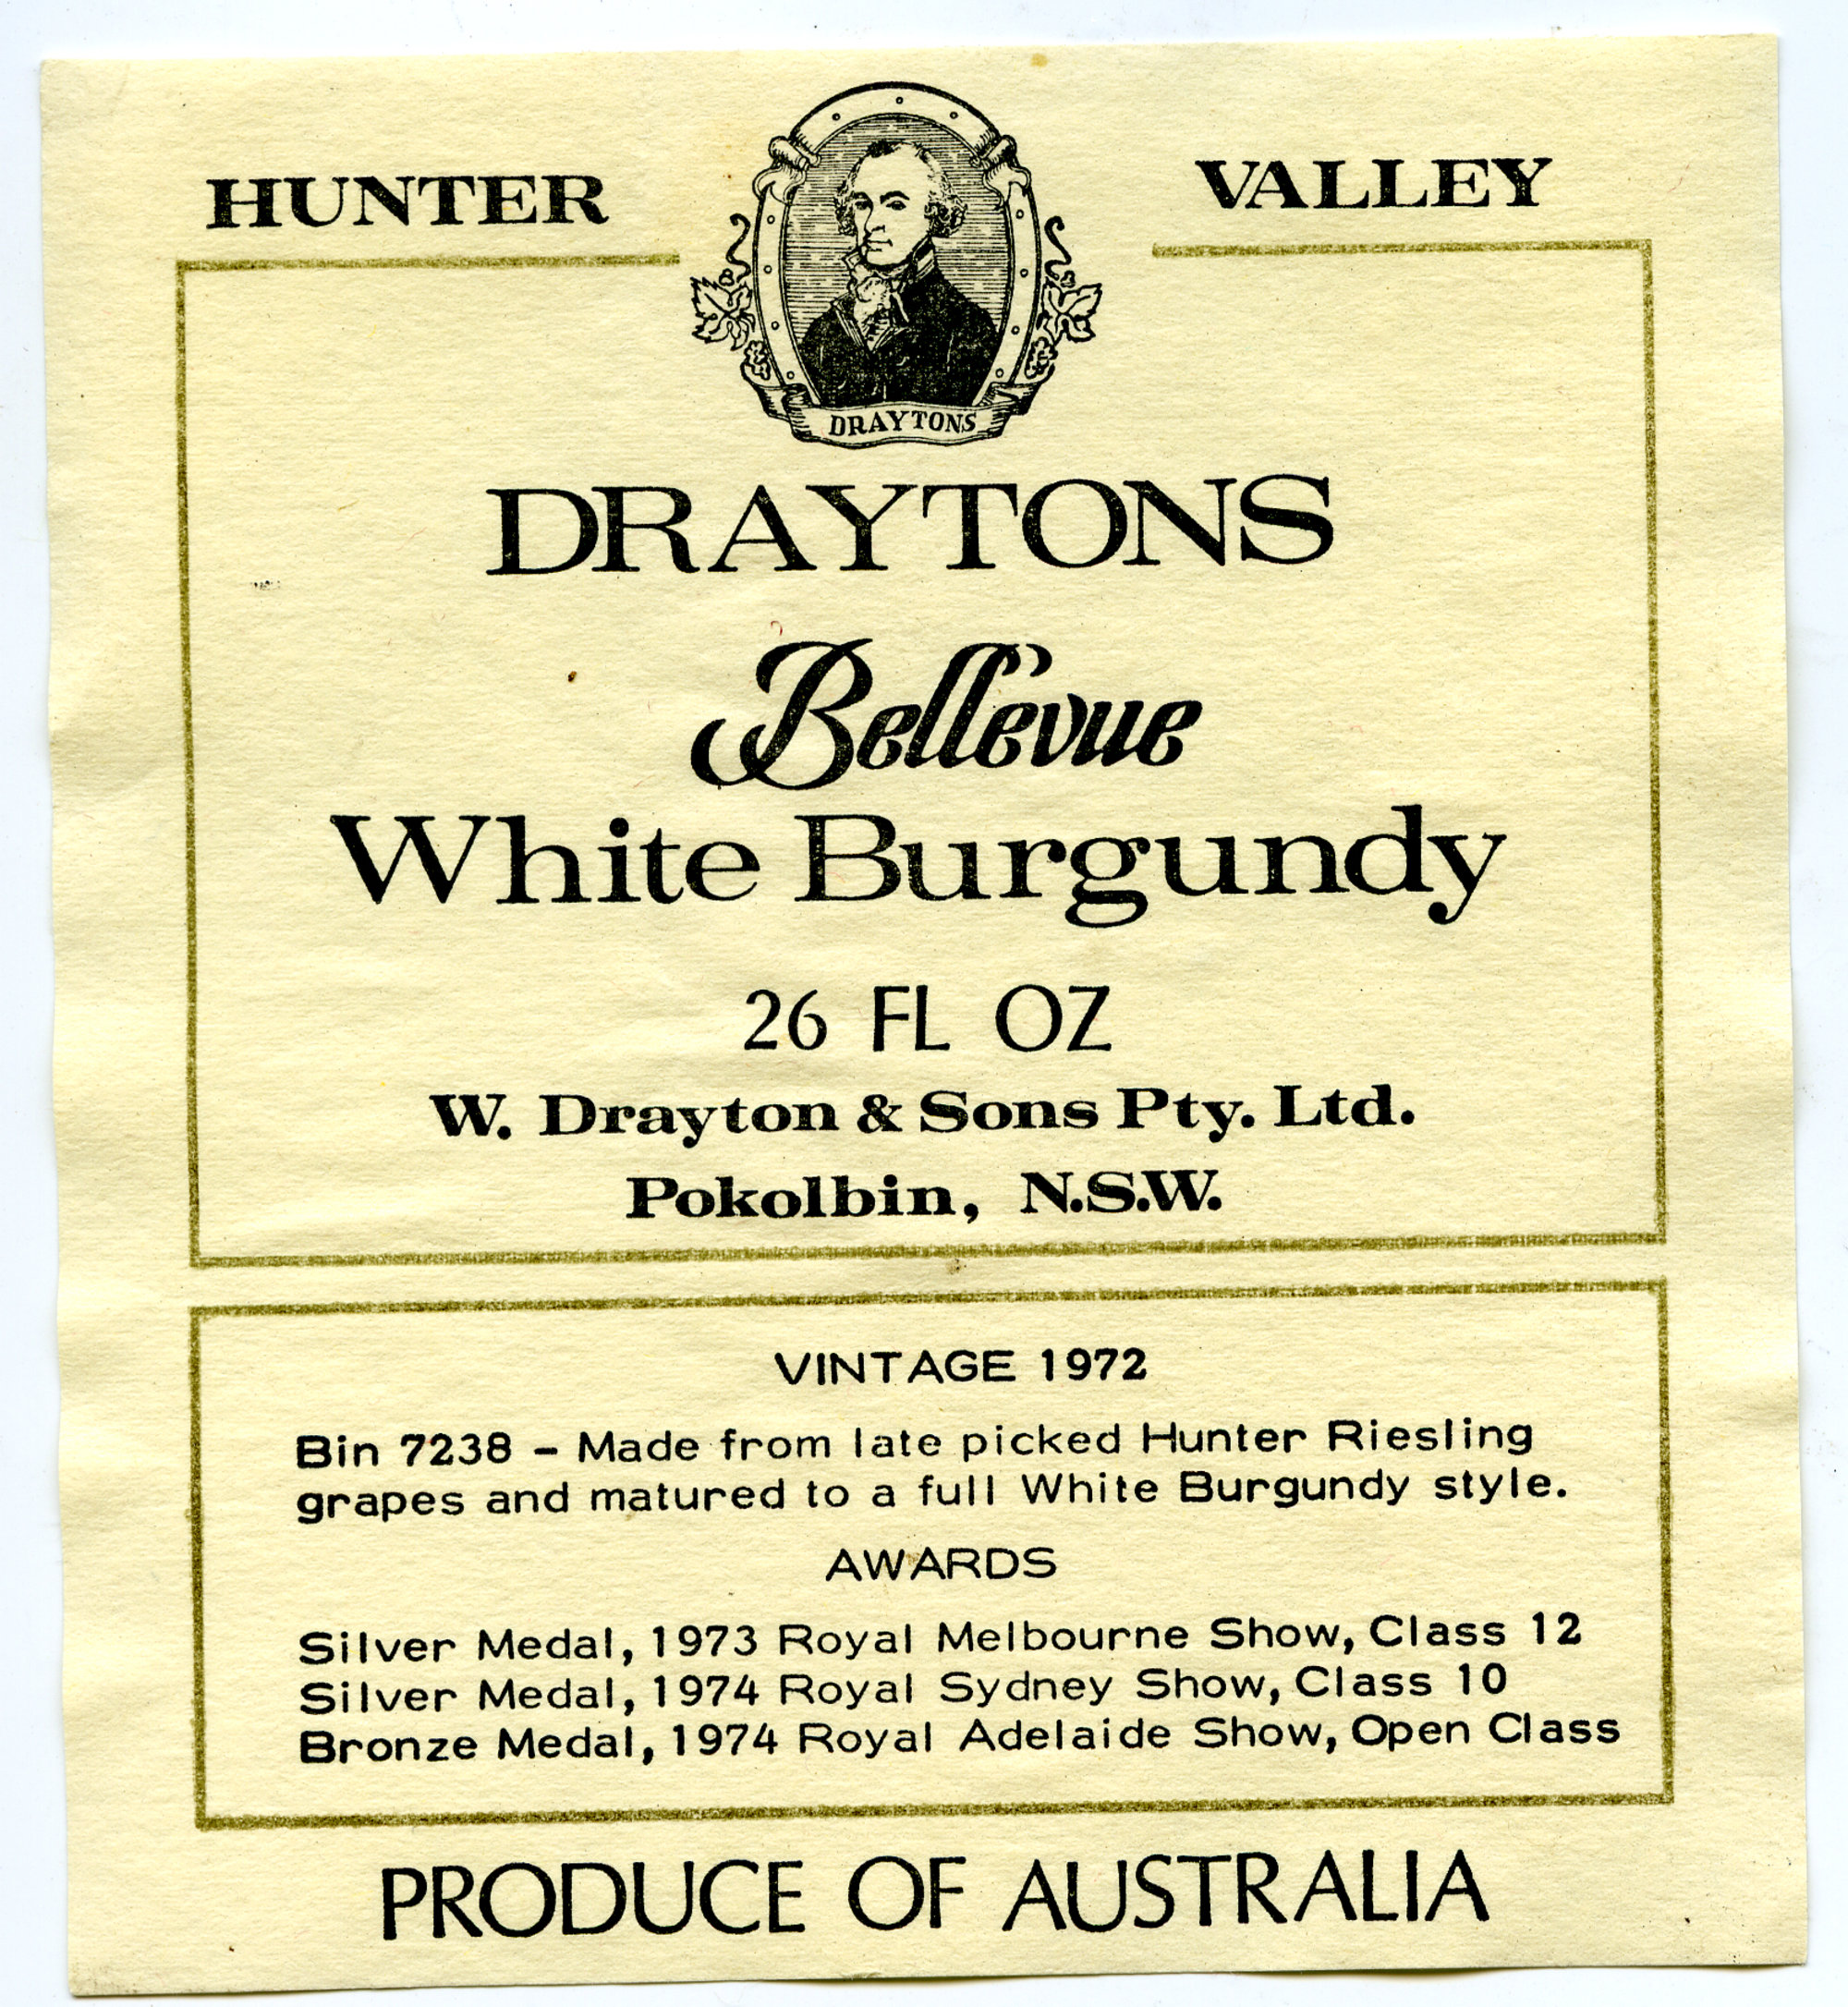 HUNTER VALLEY
DRAYTONS
DRAYTONS
Bellevue
White Burgundy
26 FL OZ
W. Drayton & Sons Pty. Ltd.
Pokolbin, N.S.W.
VINTAGE 1972
Bin 7238 – Made from late picked Hunter Riesling
grapes and matured to a full White Burgundy style.
AWARDS
Silver Medal, 1973 Royal Melbourne Show, Class 12
Silver Medal, 1974 Royal Sydney Show, Class 10
Bronze Medal, 1974 Royal Adelaide Show, Open Class
PRODUCE OF AUSTRALIA